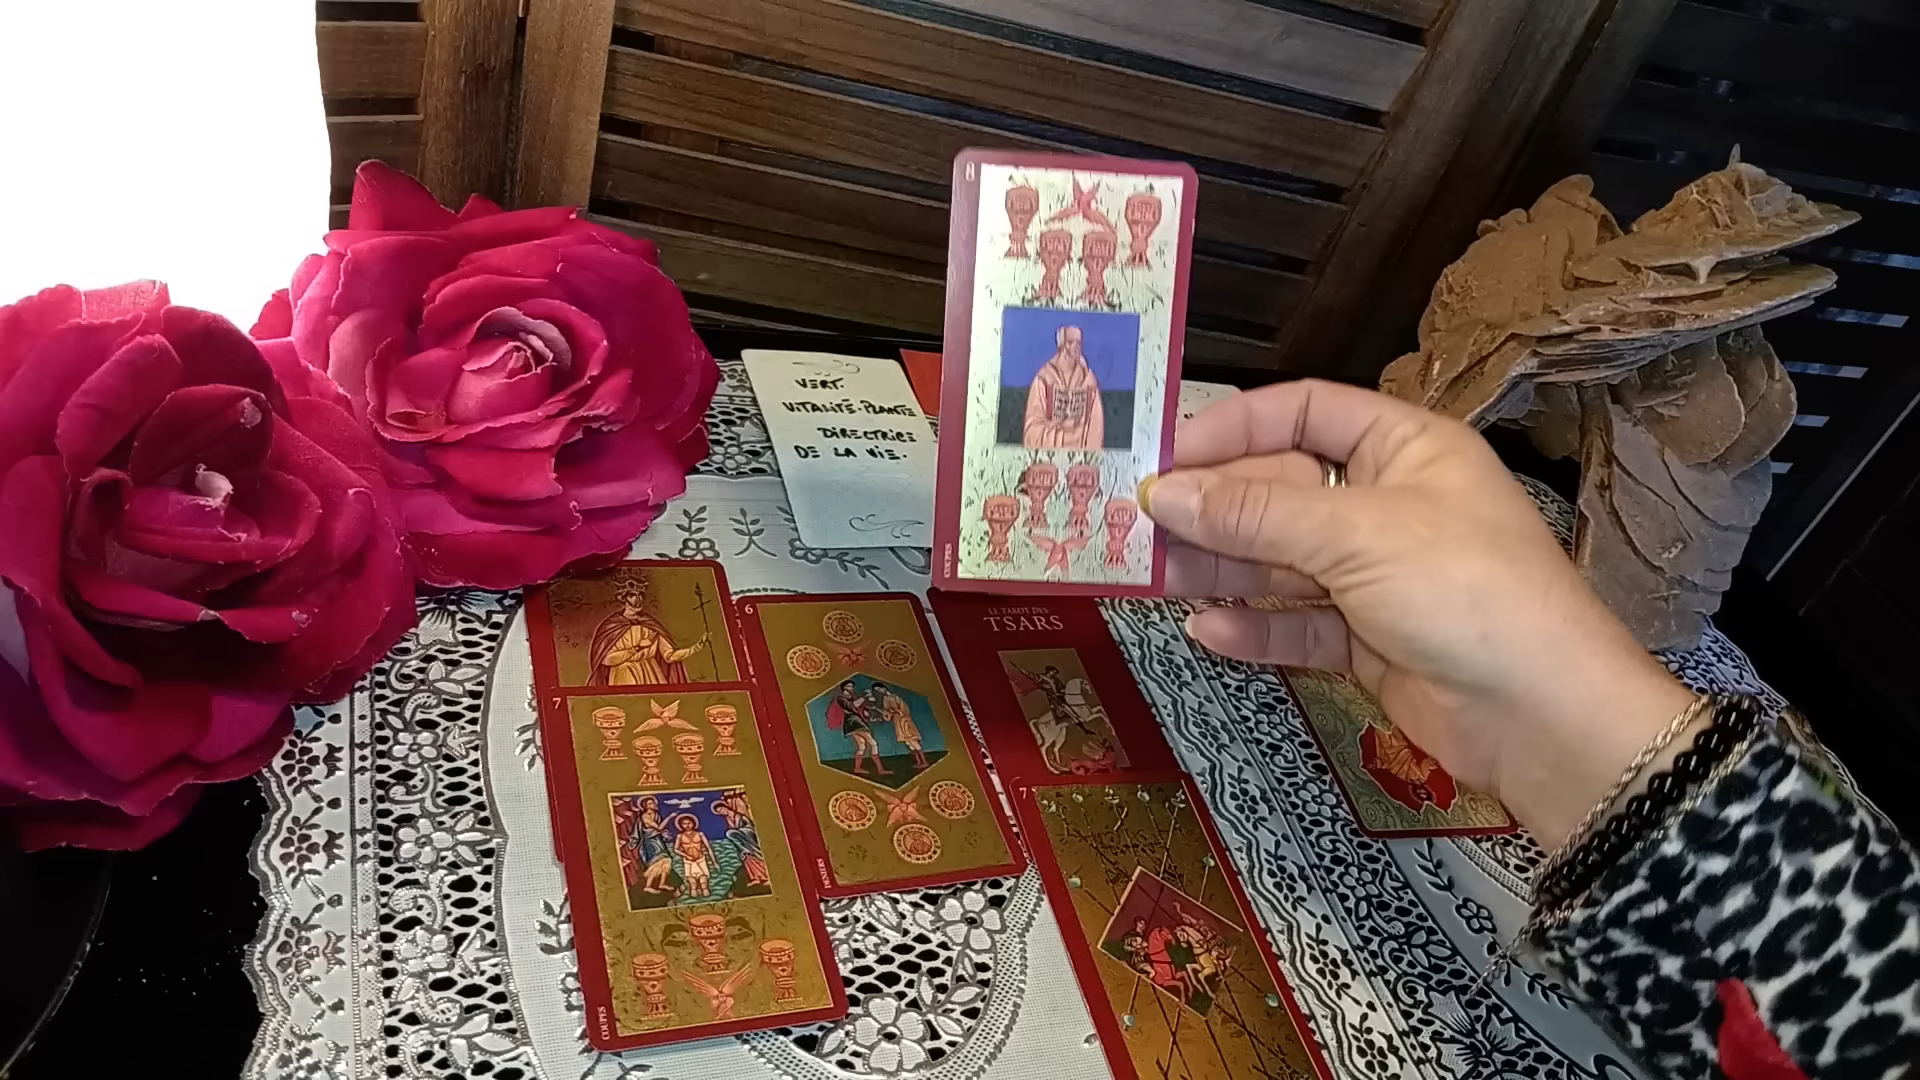 8
VERT.
VITALITÉ-PLANTE
DIRECTRICE
DE LA VIE.
COUPES
6
LE TAROT DES
TSARS
7
7
DENIERS
COUPES